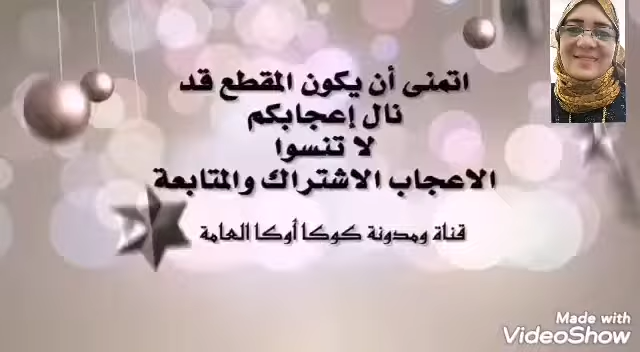 اتمنى أن يكون المقطع قد
نال إعجابكم
لا تنسوا
الاعجاب الاشتراك والمتابعة
قناة ومدونة كوكا أوكا الهامة
Made with
VideoShow